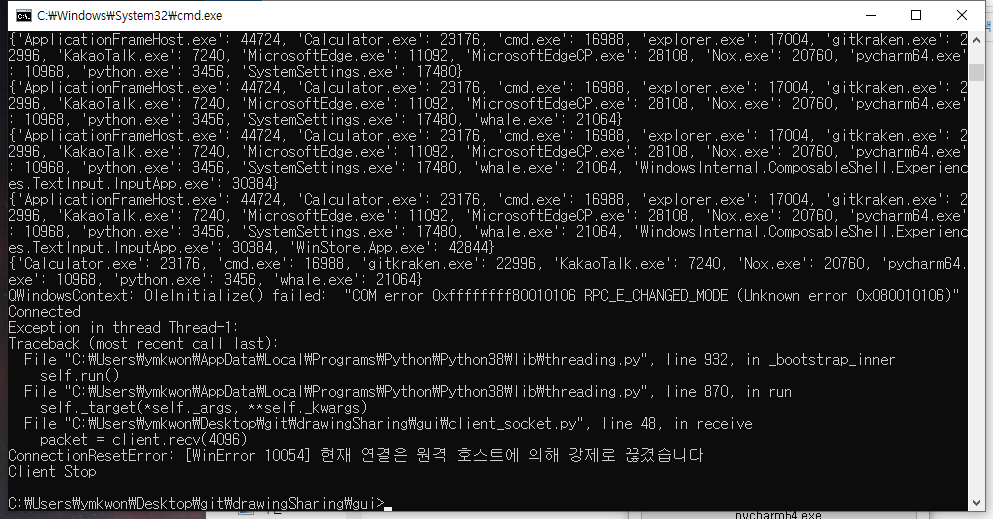 C:₩Windows₩System32₩cmd.exe
{'ApplicationFrameHost.exe': 44724, 'Calculator.exe': 23176, 'cmd.exe': 16988, 'explorer.exe': 17004, 'gitkraken.exe': 2
2996, 'KakaoTalk.exe': 7240, 'MicrosoftEdge.exe': 11092, 'MicrosoftEdgeCP.exe': 28108, 'Nox.exe': 20760, 'pycharm64.exe'
: 10968, 'python.exe': 3456, 'SystemSettings.exe': 17480}
{'ApplicationFrameHost.exe': 44724, 'Calculator.exe': 23176, 'cmd.exe': 16988, 'explorer.exe': 17004, 'gitkraken.exe': 2
2996, 'KakaoTalk.exe': 7240, 'MicrosoftEdge.exe': 11092, 'MicrosoftEdgeCP.exe': 28108, 'Nox.exe': 20760, 'pycharm64.exe'
: 10968, 'python.exe': 3456, 'SystemSettings.exe': 17480, 'whale.exe': 21064}
{'ApplicationFrameHost.exe': 44724, 'Calculator.exe': 23176, 'cmd.exe': 16988, 'explorer.exe': 17004, 'gitkraken.exe': 2
2996, 'KakaoTalk.exe': 7240, 'MicrosoftEdge.exe': 11092, 'MicrosoftEdgeCP.exe': 28108, 'Nox.exe': 20760, 'pycharm64.exe'
: 10968, 'python.exe': 3456, 'SystemSettings.exe': 17480, 'whale.exe': 21064, 'WindowsInternal.ComposableShell.Experienc
es.TextInput.InputApp.exe': 30384}
{'ApplicationFrameHost.exe': 44724, 'Calculator.exe': 23176, 'cmd.exe': 16988, 'explorer.exe': 17004, 'gitkraken.exe': 2
2996, 'KakaoTalk.exe': 7240, 'MicrosoftEdge.exe': 11092, 'MicrosoftEdgeCP.exe': 28108, 'Nox.exe': 20760, 'pycharm64.exe'
: 10968, 'python.exe': 3456, 'SystemSettings.exe': 17480, 'whale.exe': 21064, 'WindowsInternal.ComposableShell.Experienc
es.TextInput.InputApp.exe': 30384, 'WinStore.App.exe': 42844}
{'Calculator.exe': 23176, 'cmd.exe': 16988, 'gitkraken.exe': 22996, 'KakaoTalk.exe': 7240, 'Nox.exe': 20760, 'pycharm64.
exe': 10968, 'python.exe': 3456, 'whale.exe': 21064}
QWindowsContext: OleInitialize() failed:  "COM error 0xffffffff80010106 RPC_E_CHANGED_MODE (Unknown error 0x080010106)"
Connected
Exception in thread Thread-1:
Traceback (most recent call last):
  File "C:₩Users₩ymkwon₩AppData₩Local₩Programs₩Python₩Python38₩lib₩threading.py", line 932, in _bootstrap_inner
    self.run()
  File "C:₩Users₩ymkwon₩AppData₩Local₩Programs₩Python₩Python38₩lib₩threading.py", line 870, in run
    self._target(*self._args, **self._kwargs)
  File "C:₩Users₩ymkwon₩Desktop₩git₩drawingSharing₩gui₩client_socket.py", line 48, in receive
    packet = client.recv(4096)
ConnectionResetError: [WinError 10054] 현재 연결은 원격 호스트에 의해 강제로 끊겼습니다
Client Stop
C:₩Users₩ymkwon₩Desktop₩git₩drawingSharing₩gui>
pycharm64.exe